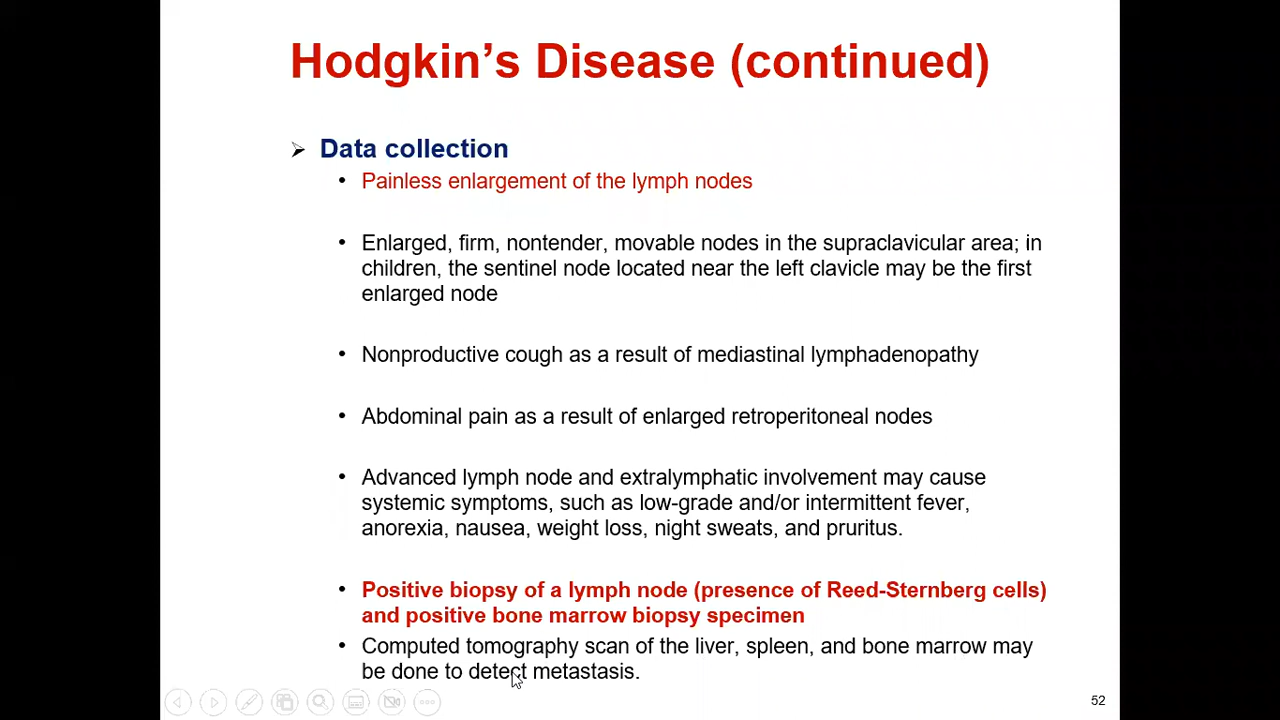 Hodgkin's Disease (continued)
➢ Data collection
• Painless enlargement of the lymph nodes
• Enlarged, firm, nontender, movable nodes in the supraclavicular area; in
children, the sentinel node located near the left clavicle may be the first
enlarged node
• Nonproductive cough as a result of mediastinal lymphadenopathy
• Abdominal pain as a result of enlarged retroperitoneal nodes
• Advanced lymph node and extralymphatic involvement may cause
systemic symptoms, such as low-grade and/or intermittent fever,
anorexia, nausea, weight loss, night sweats, and pruritus.
• Positive biopsy of a lymph node (presence of Reed-Sternberg cells)
and positive bone marrow biopsy specimen
• Computed tomography scan of the liver, spleen, and bone marrow may
be done to detect metastasis.
52